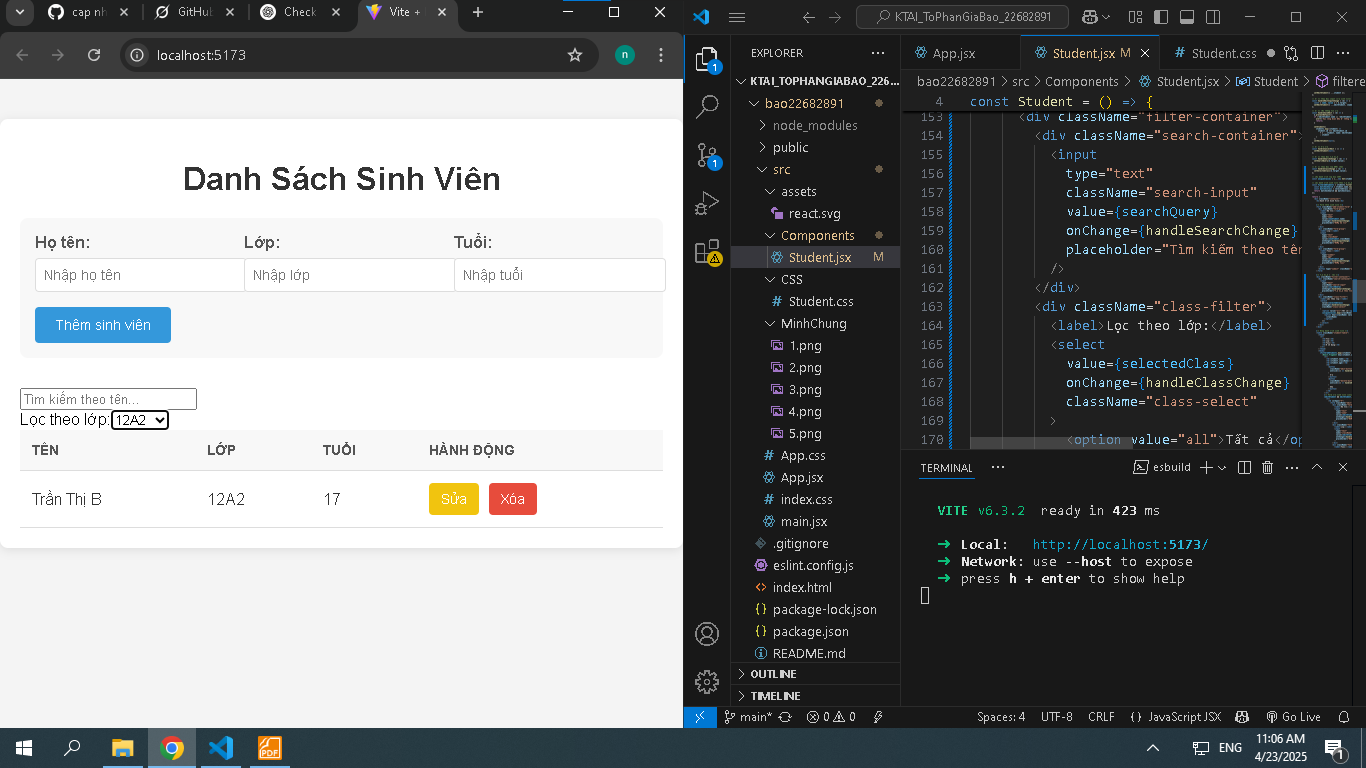 cap nh
GitHub
Check
Vite +
localhost:5173
n
Danh Sách Sinh Viên
Họ tên:
Lớp:
Tuổi:
Nhập họ tên
Nhập lớp
Nhập tuổi
Thêm sinh viên
Tìm kiếm theo tên...
Lọc theo lớp:
12A2
TÊN LỚP TUỔI HÀNH ĐỘNG
Trần Thị B 12A2 17 Sửa Xóa
KTAI_ToPhanGiaBao_22682891
1
1
EXPLORER
KTAI_TOPHANGIABAO_22...
bao22682891
node_modules
public
src
assets
react.svg
Components
Student.jsx M
CSS
Student.css
MinhChung
1.png
2.png
3.png
4.png
5.png
App.css
App.jsx
index.css
main.jsx
.gitignore
eslint.config.js
index.html
package-lock.json
package.json
README.md
OUTLINE
TIMELINE
App.jsx
Student.jsx M
Student.css
bao22682891 > src > Components > Student.jsx > Student > filtere
4 const Student = () => {
153 <div className="filter-container">
154 <div className="search-container">
155 <input
156 type="text"
157 className="search-input"
158 value={searchQuery}
159 onChange={handleSearchChange}
160 placeholder="Tìm kiếm theo tên
161 />
162 </div>
163 <div className="class-filter">
164 <label>Lọc theo lớp:</label>
165 <select
166 value={selectedClass}
167 onChange={handleClassChange}
168 className="class-select"
169 >
170 <option value="all">Tất cả</op
TERMINAL
esbuild
VITE v6.3.2 ready in 423 ms
➜ Local: http://localhost:5173/
➜ Network: use --host to expose
➜ press h + enter to show help
main*
0
0
Spaces: 4
UTF-8
CRLF
{} JavaScript JSX
Go Live
PDF
ENG
11:06 AM
4/23/2025
1